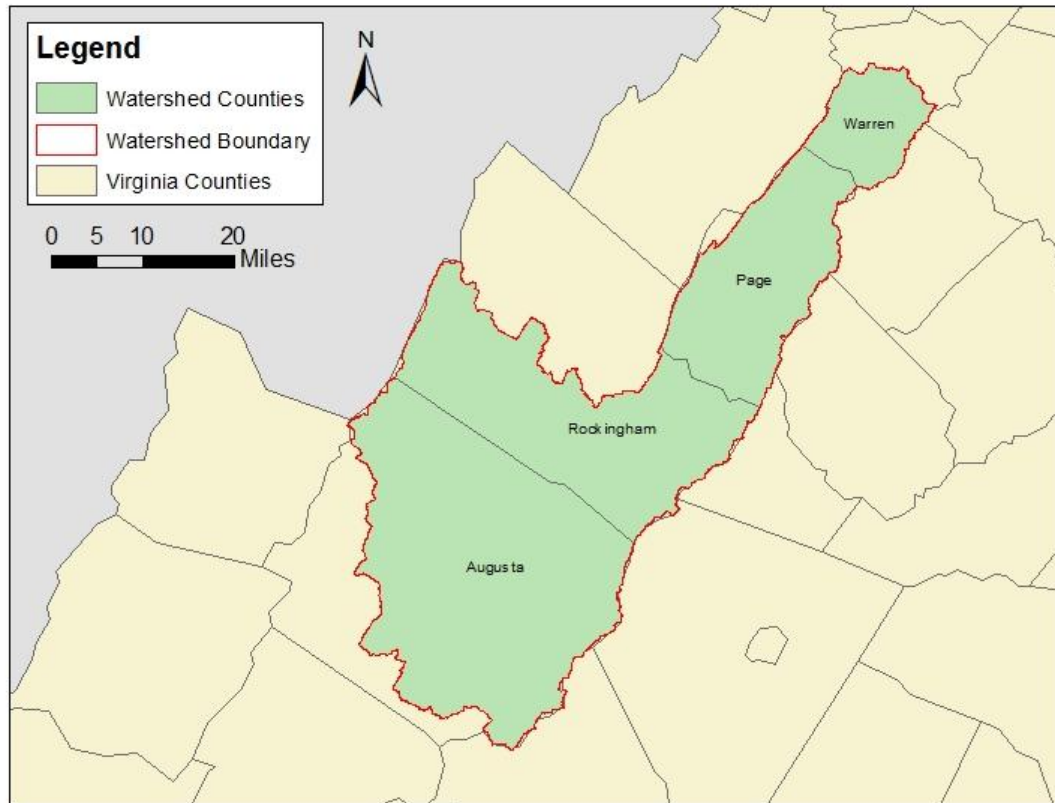 Legend
Watershed Counties
Watershed Boundary
Virginia Counties
N
0 5 10 20
Miles
Warren
Page
Rockingham
Augusta